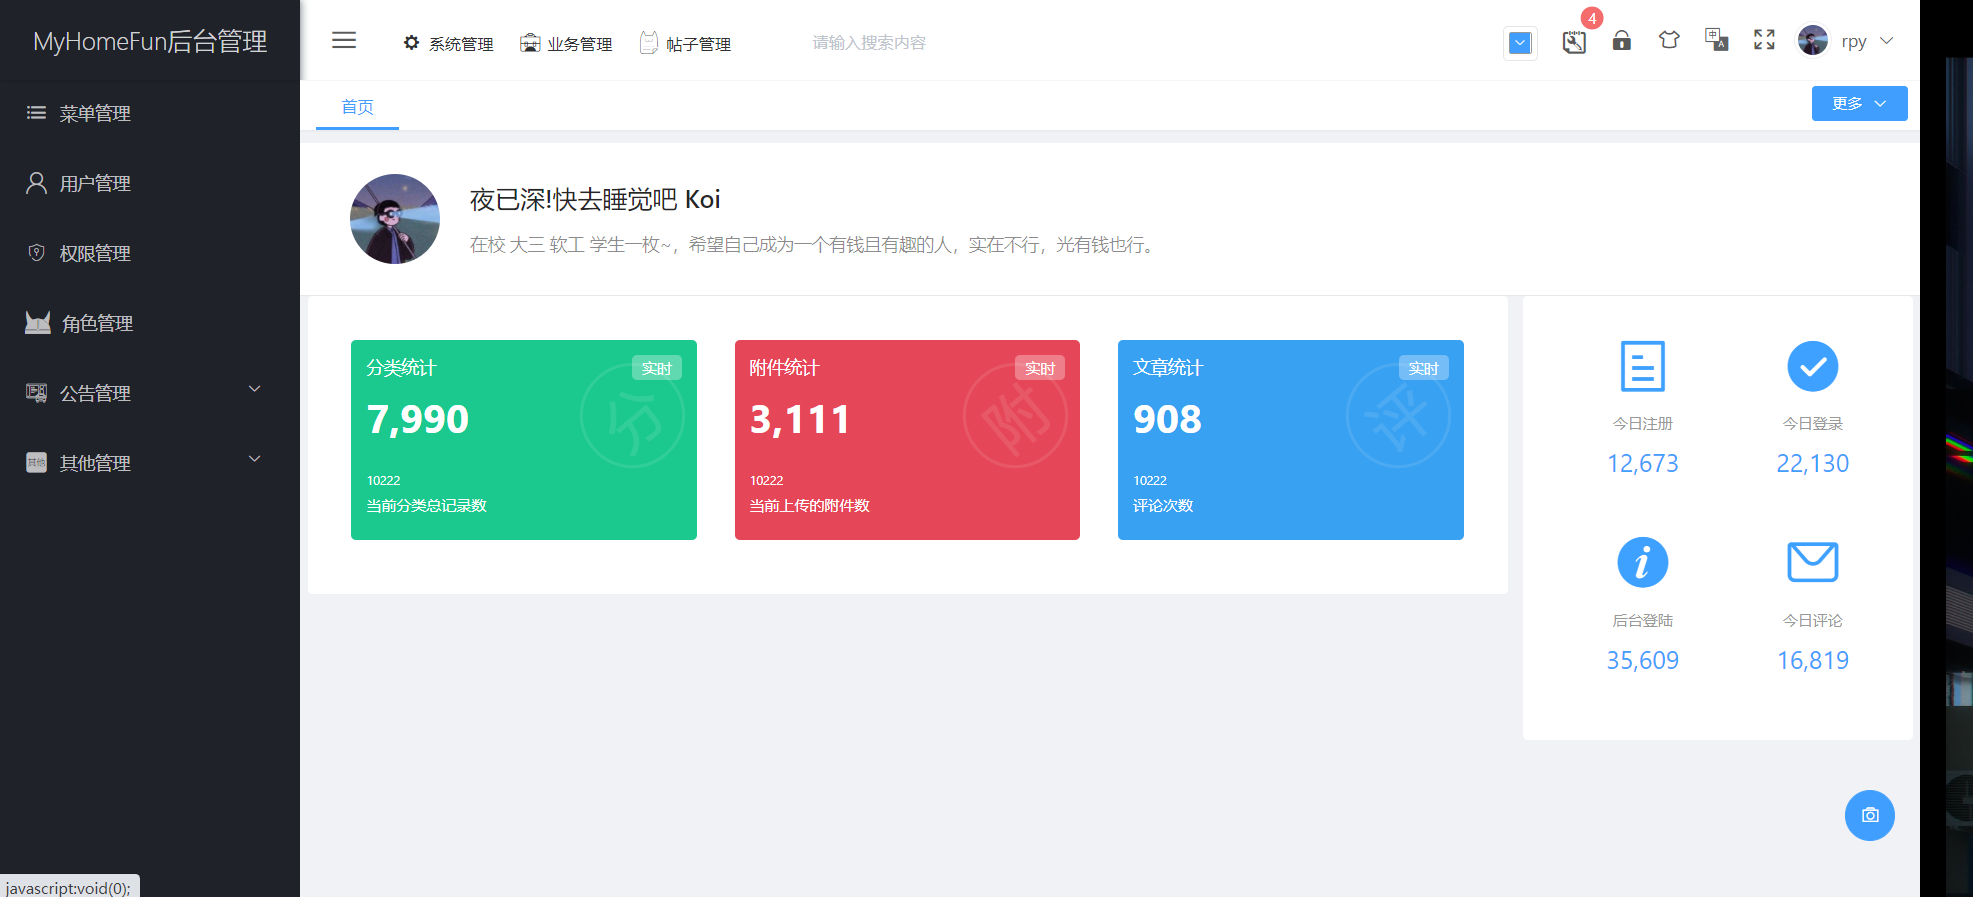 MyHomeFun后台管理
系统管理
业务管理
帖子管理
请输入搜索内容
4
中
A
rpy
菜单管理
用户管理
权限管理
角色管理
公告管理
其他
其他管理
首页
更多
夜已深!快去睡觉吧 Koi
在校 大三 软工 学生一枚~，希望自己成为一个有钱且有趣的人，实在不行，光有钱也行。
分类统计
实时
7,990
分
10222
当前分类总记录数
附件统计
实时
3,111
附
10222
当前上传的附件数
文章统计
实时
908
评
10222
评论次数
今日注册
12,673
今日登录
22,130
后台登陆
35,609
今日评论
16,819
javascript:void(0);